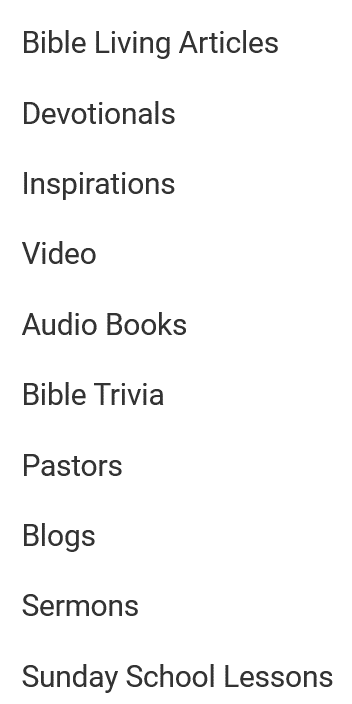 Bible Living Articles
Devotionals
Inspirations
Video
Audio Books
Bible Trivia
Pastors
Blogs
Sermons
Sunday School Lessons